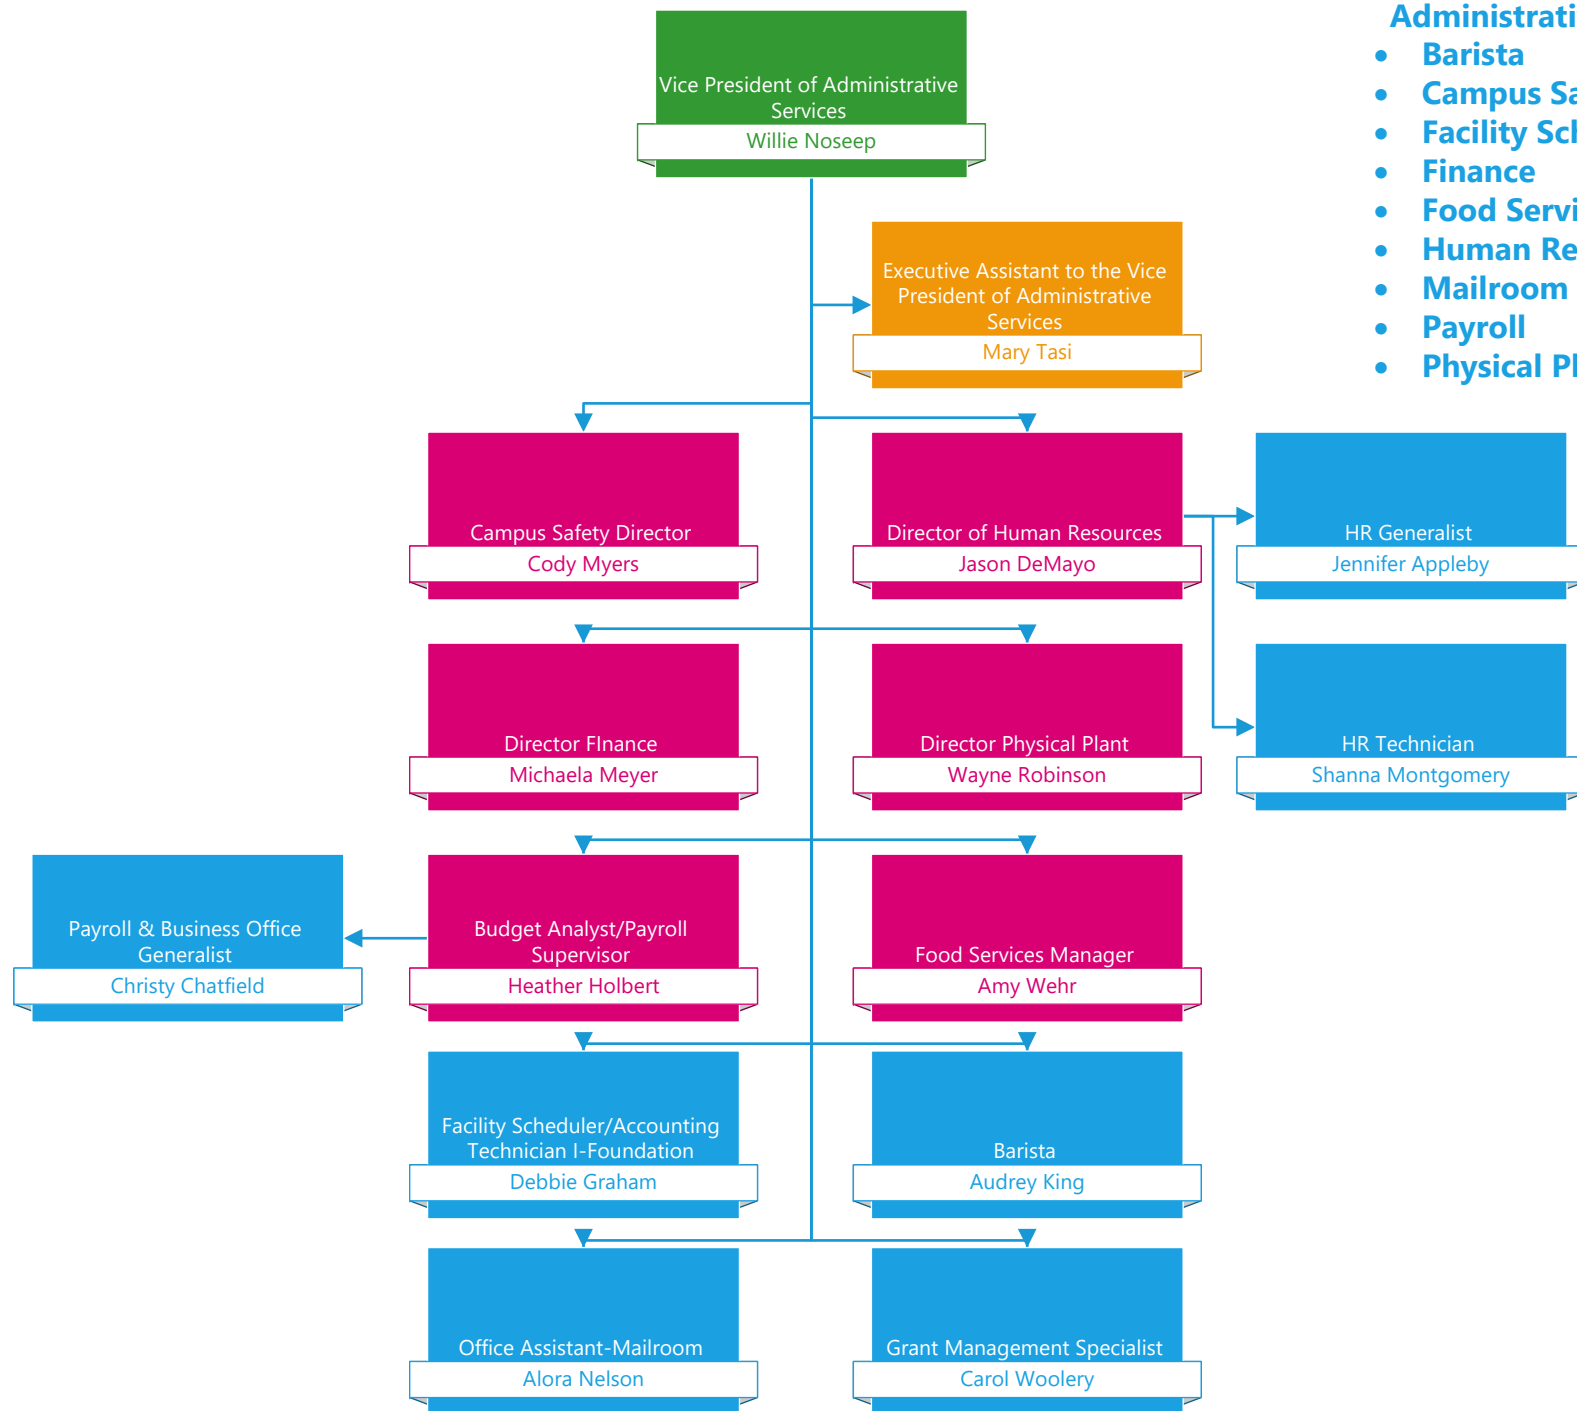 Administrati
• Barista
• Campus Sa
• Facility Sch
• Finance
• Food Servi
• Human Re
• Mailroom
• Payroll
• Physical Pl
Vice President of Administrative
Services
Willie Noseep
Executive Assistant to the Vice
President of Administrative
Services
Mary Tasi
Campus Safety Director
Cody Myers
Director of Human Resources
Jason DeMayo
HR Generalist
Jennifer Appleby
Director FInance
Michaela Meyer
Director Physical Plant
Wayne Robinson
HR Technician
Shanna Montgomery
Payroll & Business Office
Generalist
Christy Chatfield
Budget Analyst/Payroll
Supervisor
Heather Holbert
Food Services Manager
Amy Wehr
Facility Scheduler/Accounting
Technician I-Foundation
Debbie Graham
Barista
Audrey King
Office Assistant-Mailroom
Alora Nelson
Grant Management Specialist
Carol Woolery